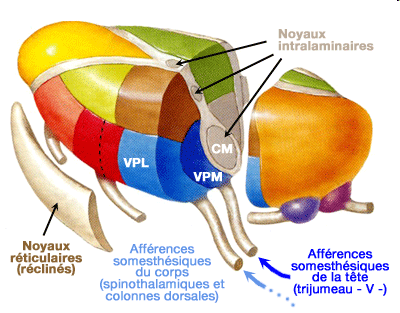 Noyaux
intralaminaires
CM
VPL
VPM
Noyaux
réticulaires
(réclinés)
Afférences
somesthésiques
du corps
(spinothalamiques et
colonnes dorsales)
Afférences
somesthésiques
de la tête
(trijumeau - V -)